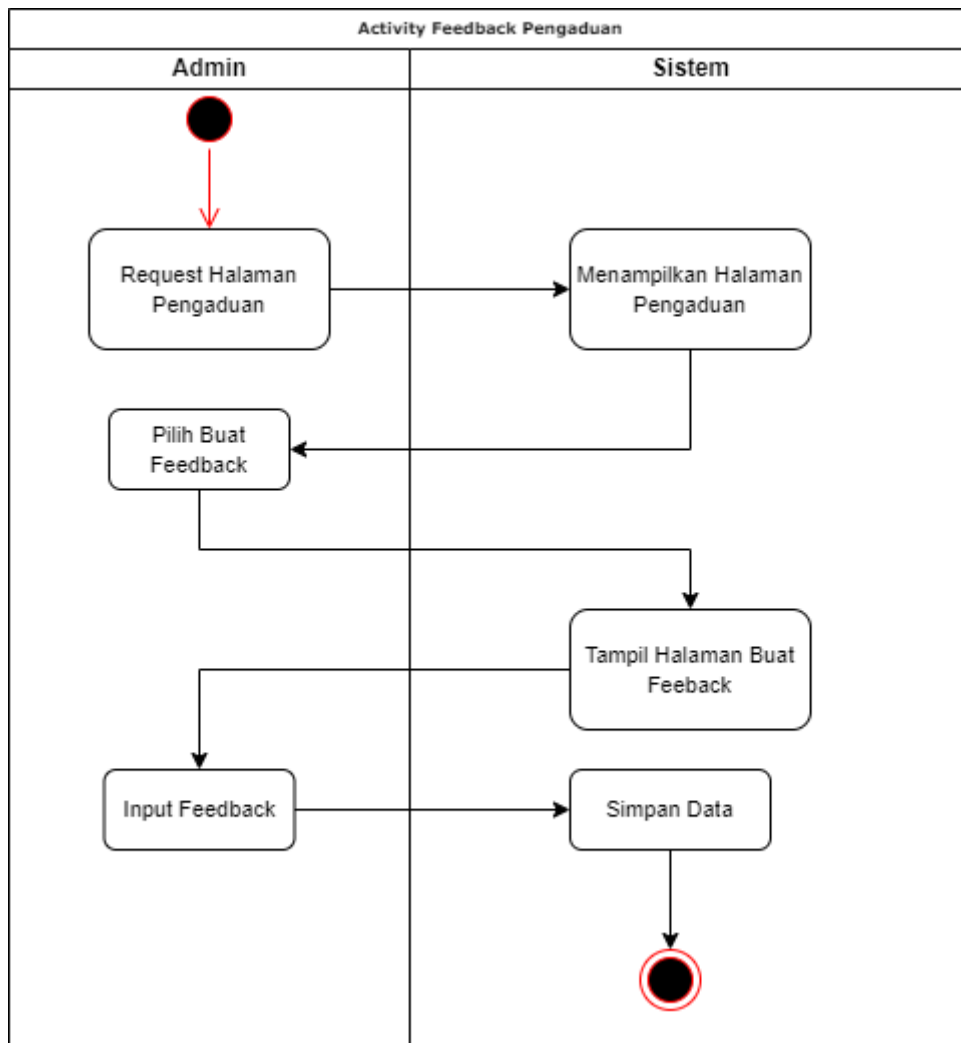 Activity Feedback Pengaduan
Admin
Sistem
Request Halaman
Pengaduan
Menampilkan Halaman
Pengaduan
Pilih Buat
Feedback
Tampil Halaman Buat
Feeback
Input Feedback
Simpan Data